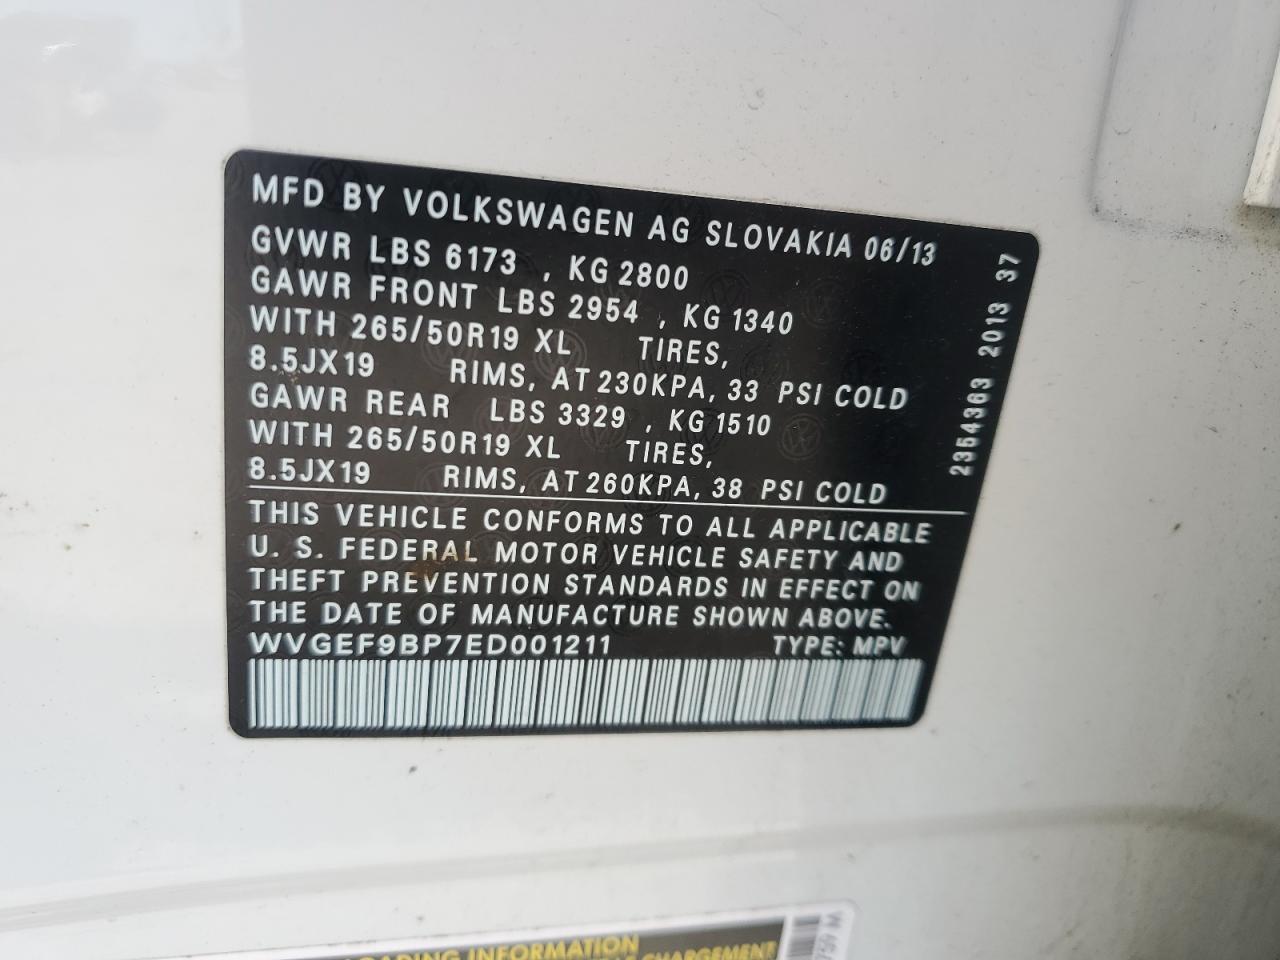 MFD BY VOLKSWAGEN AG SLOVAKIA 06/13
GVWR LBS 6173 , KG 2800
GAWR FRONT LBS 2954 , KG 1340
WITH 265/50R19 XL TIRES,
8.5JX19 RIMS, AT 230KPA, 33 PSI COLD
GAWR REAR LBS 3329 , KG 1510
WITH 265/50R19 XL TIRES,
8.5JX19 RIMS, AT 260KPA, 38 PSI COLD
THIS VEHICLE CONFORMS TO ALL APPLICABLE
U. S. FEDERAL MOTOR VEHICLE SAFETY AND
THEFT PREVENTION STANDARDS IN EFFECT ON
THE DATE OF MANUFACTURE SHOWN ABOVE.
WVGEF9BP7ED001211 TYPE: MPV
2354363 2013 37
INFORMATION
CHARGEMENT